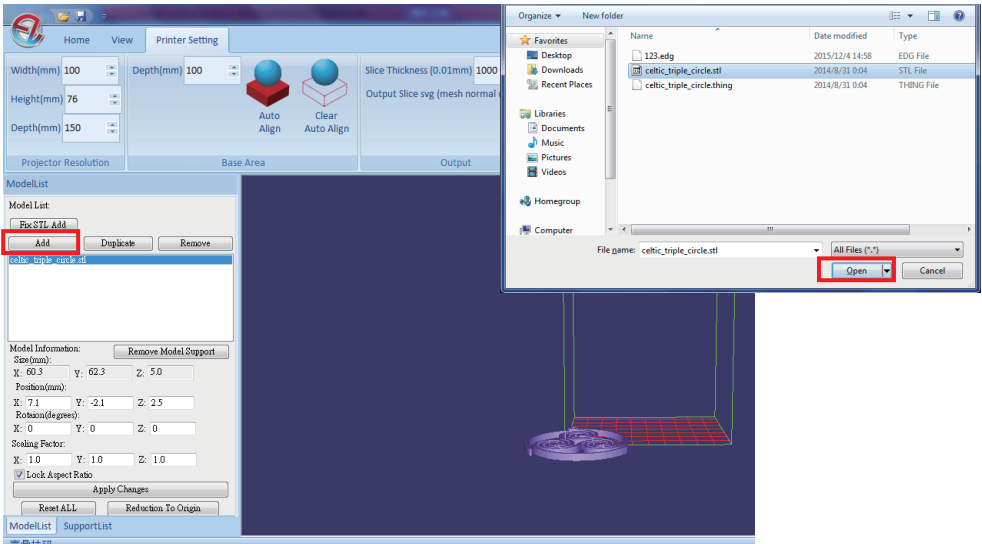 Home View Printer Setting
Width(mm) 100
Height(mm) 76
Depth(mm) 150
Projector Resolution
Depth(mm) 100
Auto Align
Clear Auto Align
Base Area
Slice Thickness (0.01mm) 1000
Output Slice svg (mesh normal
Output
ModelList
Model List:
Fix STL Add
Add Duplicate Remove
celtic_triple_circle.stl
Model Information: Remove Model Support
Size(mm):
X: 60.3 Y: 62.3 Z: 5.0
Position(mm):
X: 7.1 Y: -2.1 Z: 2.5
Rotaion(degrees):
X: 0 Y: 0 Z: 0
Scaling Factor:
X: 1.0 Y: 1.0 Z: 1.0
Lock Aspect Ratio
Apply Changes
Reset ALL Reduction To Origin
ModelList SupportList
Organize New folder
Favorites
Desktop
Downloads
Recent Places
Libraries
Documents
Music
Pictures
Videos
Homegroup
Computer
Name Date modified Type
123.edg 2015/12/4 14:58 EDG File
celtic_triple_circle.stl 2014/8/31 0:04 STL File
celtic_triple_circle.thing 2014/8/31 0:04 THING File
File name: celtic_triple_circle.stl All Files (*.*)
Open Cancel